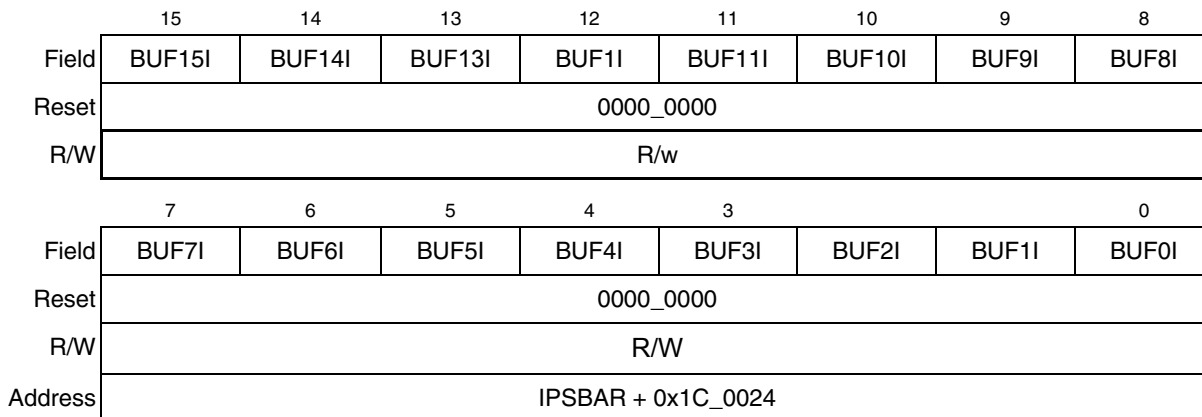 15 14 13 12 11 10 9 8
Field BUF15I BUF14I BUF13I BUF1I BUF11I BUF10I BUF9I BUF8I
Reset 0000_0000
R/W R/w
7 6 5 4 3 0
Field BUF7I BUF6I BUF5I BUF4I BUF3I BUF2I BUF1I BUF0I
Reset 0000_0000
R/W R/W
Address IPSBAR + 0x1C_0024